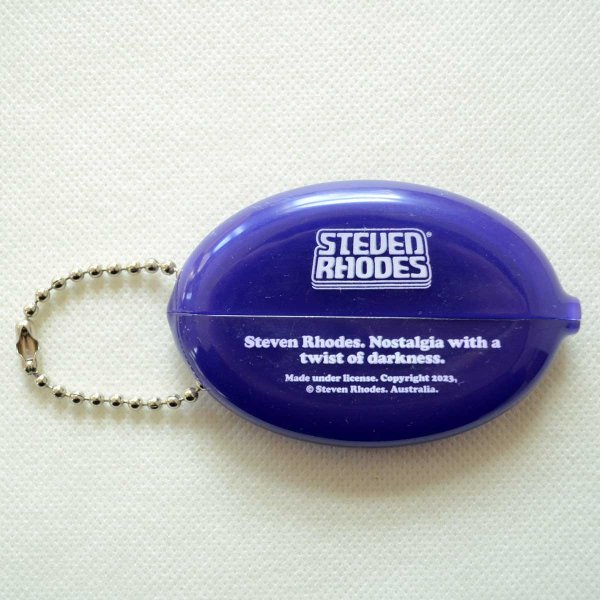 STEVEN®
RHODES
Steven Rhodes. Nostalgia with a
twist of darkness.
Made under license. Copyright 2023,
© Steven Rhodes. Australia.